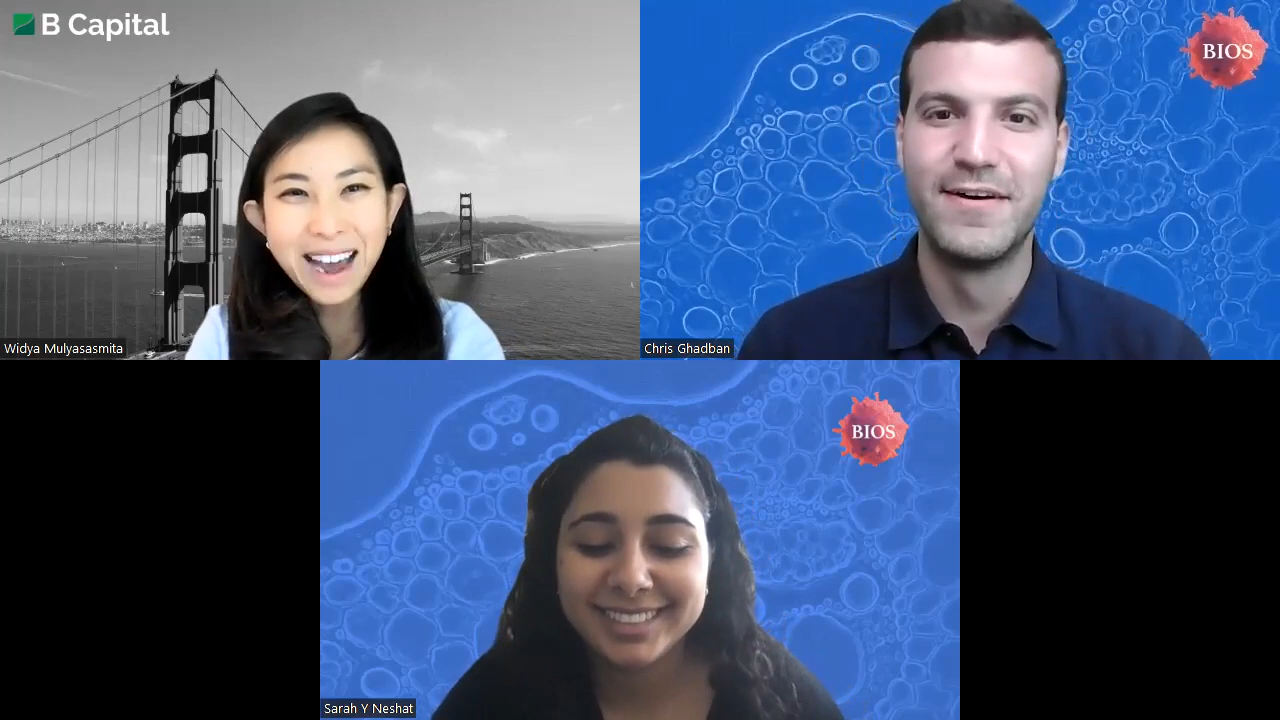 B Capital
BIOS
Widya Mulyasasmita
Chris Ghadban
BIOS
Sarah Y Neshat